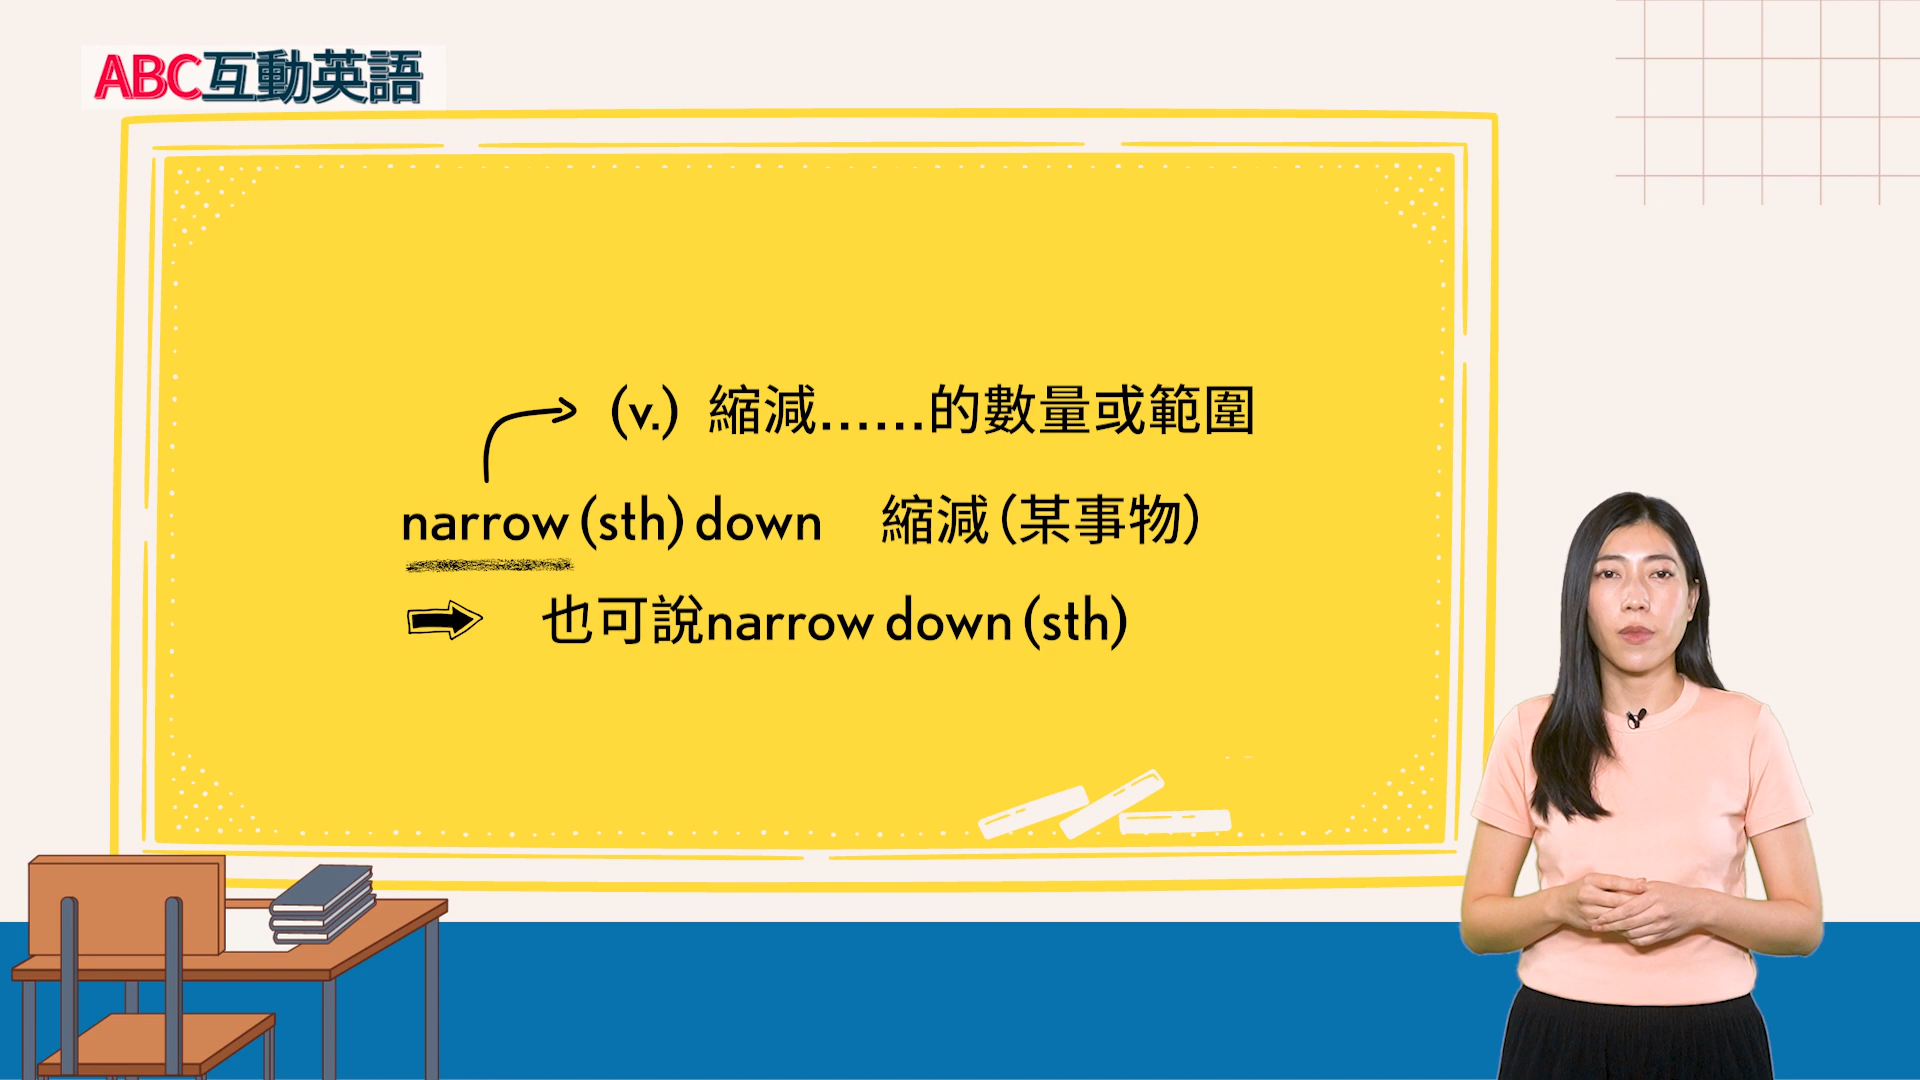 ABC互動英語
(v.) 縮減……的數量或範圍
narrow (sth) down 縮減(某事物)
也可說narrow down (sth)